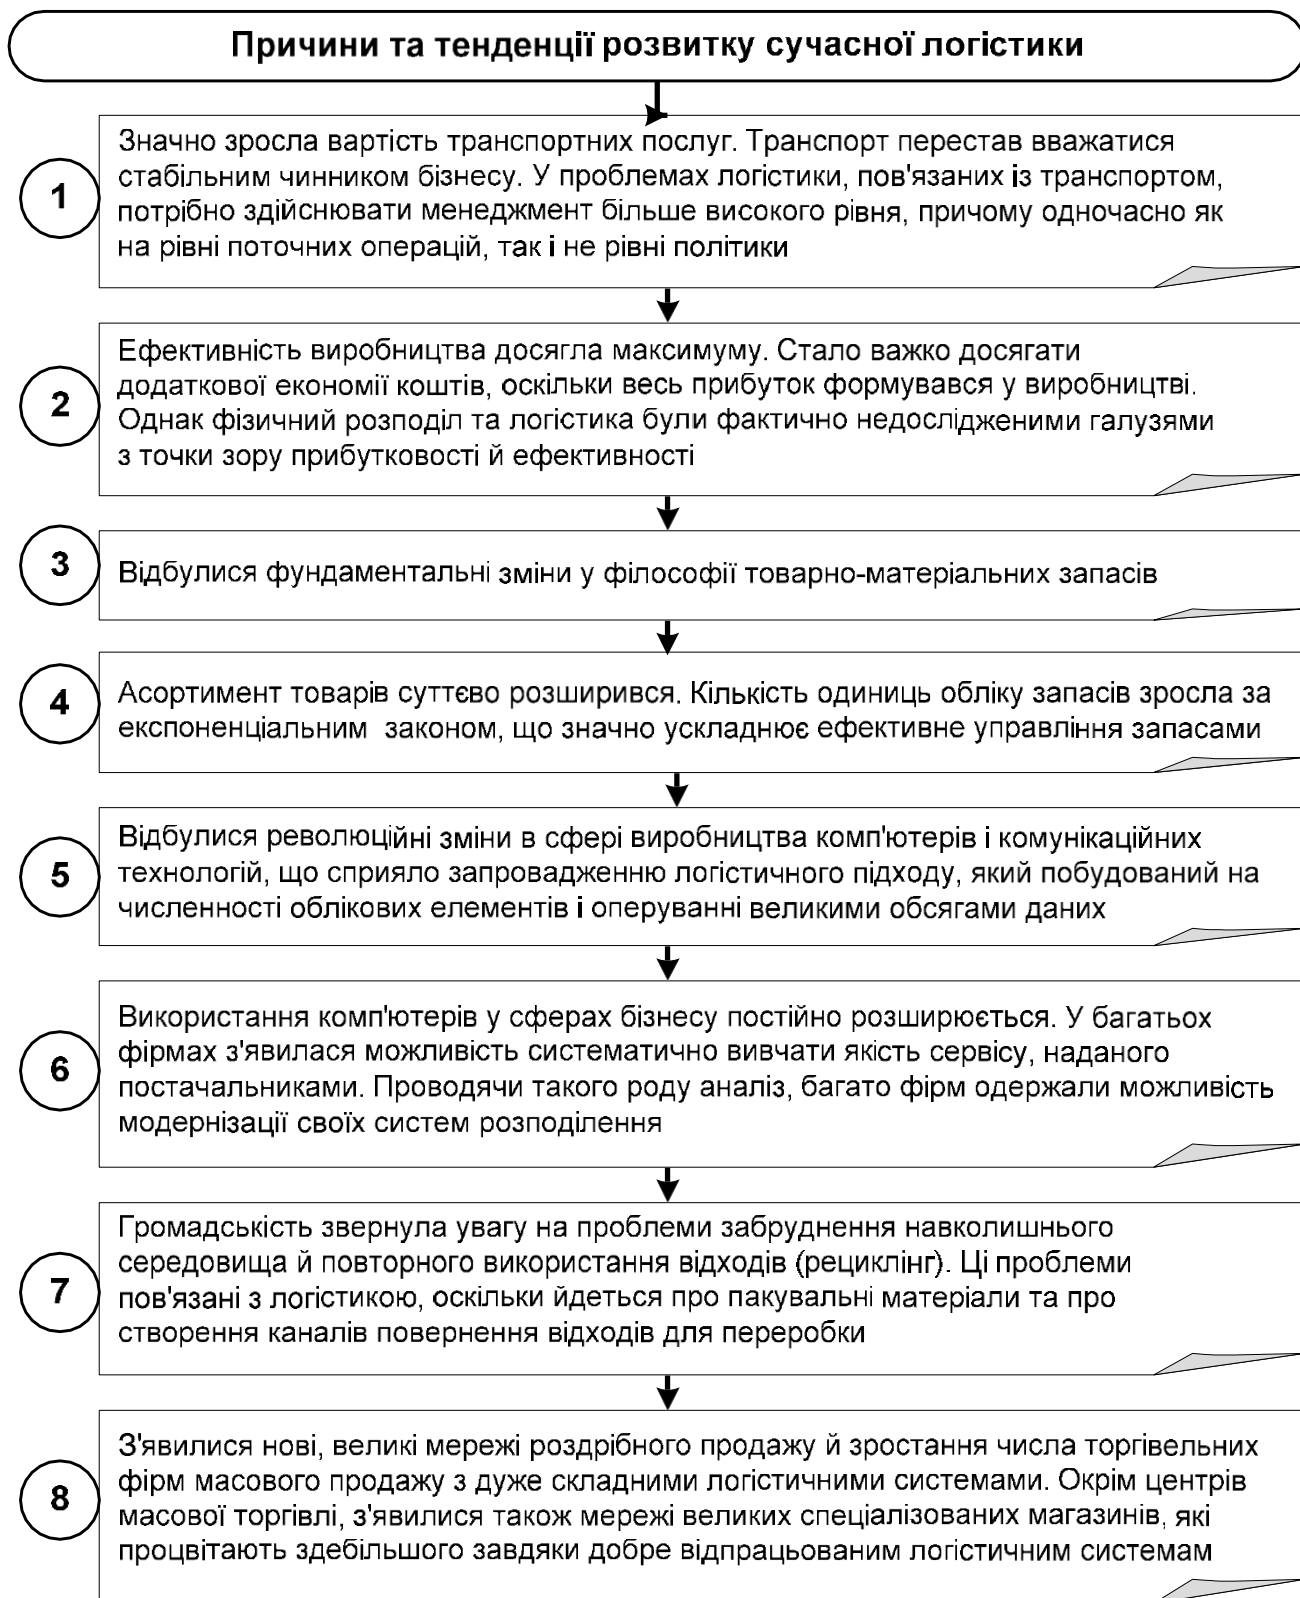 Причини та тенденції розвитку сучасної логістики
1
Значно зросла вартість транспортних послуг. Транспорт перестав вважатися
стабільним чинником бізнесу. У проблемах логістики, пов'язаних із транспортом,
потрібно здійснювати менеджмент більше високого рівня, причому одночасно як
на рівні поточних операцій, так і не рівні політики
2
Ефективність виробництва досягла максимуму. Стало важко досягати
додаткової економії коштів, оскільки весь прибуток формувався у виробництві.
Однак фізичний розподіл та логістика були фактично недослідженими галузями
з точки зору прибутковості й ефективності
3
Відбулися фундаментальні зміни у філософії товарно-матеріальних запасів
4
Асортимент товарів суттєво розширився. Кількість одиниць обліку запасів зросла за
експоненціальним законом, що значно ускладнює ефективне управління запасами
5
Відбулися революційні зміни в сфері виробництва комп'ютерів і комунікаційних
технологій, що сприяло запровадженню логістичного підходу, який побудований на
численності облікових елементів і оперуванні великими обсягами даних
6
Використання комп'ютерів у сферах бізнесу постійно розширюється. У багатьох
фірмах з'явилася можливість систематично вивчати якість сервісу, наданого
постачальниками. Проводячи такого роду аналіз, багато фірм одержали можливість
модернізації своїх систем розподілення
7
Громадськість звернула увагу на проблеми забруднення навколишнього
середовища й повторного використання відходів (рециклінг). Ці проблеми
пов'язані з логістикою, оскільки йдеться про пакувальні матеріали та про
створення каналів повернення відходів для переробки
8
З'явилися нові, великі мережі роздрібного продажу й зростання числа торгівельних
фірм масового продажу з дуже складними логістичними системами. Окрім центрів
масової торгівлі, з'явилися також мережі великих спеціалізованих магазинів, які
процвітають здебільшого завдяки добре відпрацьованим логістичним системам